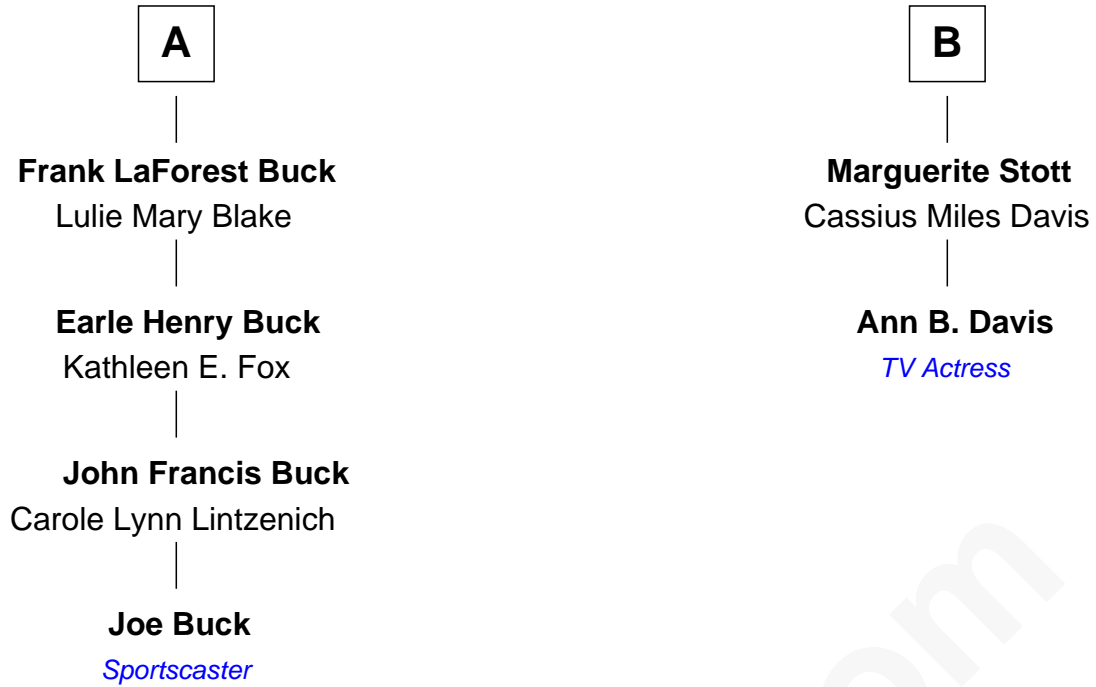 A
Frank LaForest Buck
Lulie Mary Blake
Earle Henry Buck
Kathleen E. Fox
John Francis Buck
Carole Lynn Lintzenich
Joe Buck
Sportscaster
B
Marguerite Stott
Cassius Miles Davis
Ann B. Davis
TV Actress
om